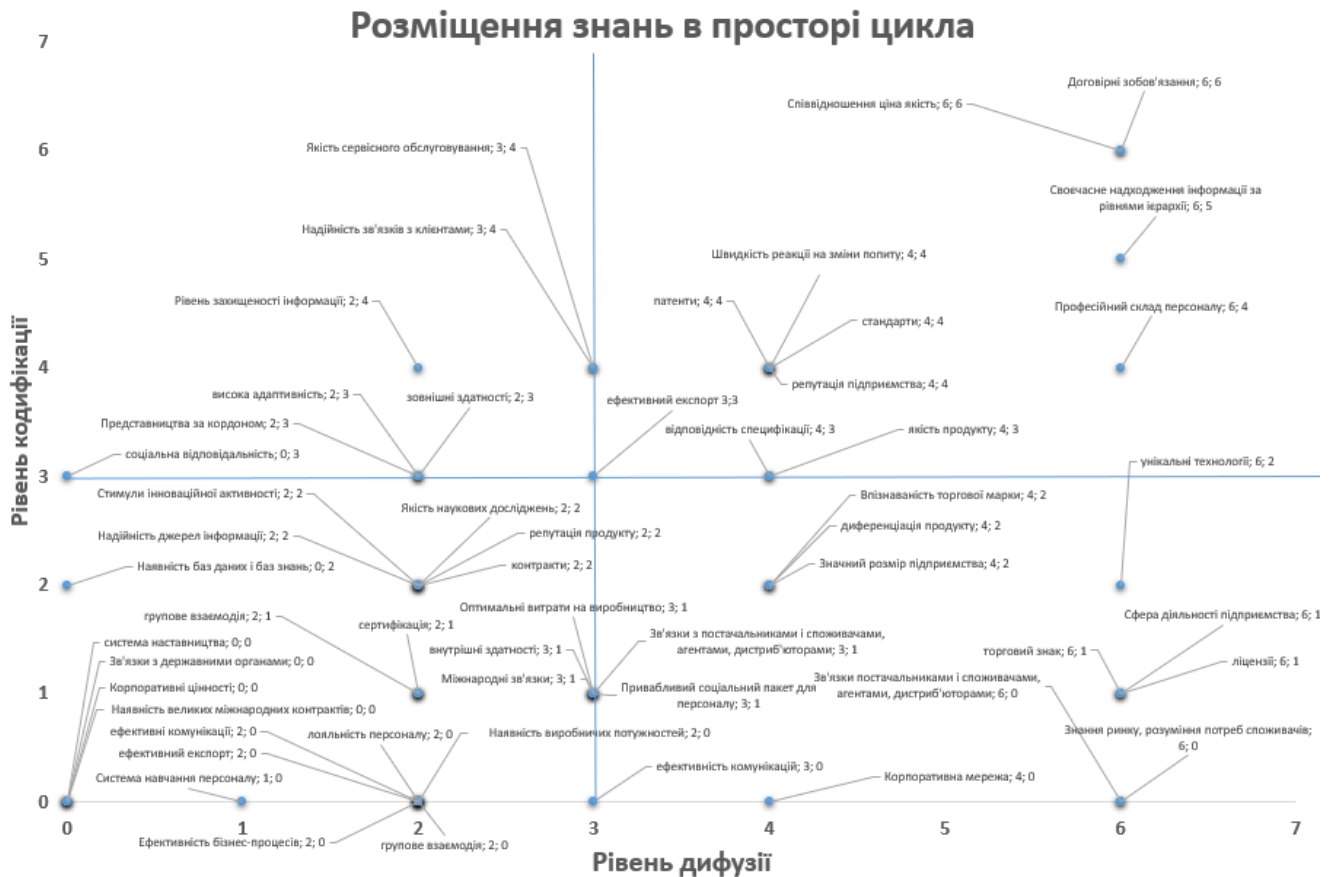 Розміщення знань в просторі цикла
7
Договірні зобов'язання; 6; 6
Співвідношення ціна якість; 6; 6
6
Якість сервісного обслуговування; 3; 4
Своєчасне надходження інформації за
рівнями ієрархії; 6; 5
Надійність зв'язків з клієнтами; 3; 4
Швидкість реакції на зміни попиту; 4; 4
5
Рівень захищеності інформації; 2; 4
патенти; 4; 4
Професійний склад персоналу; 6; 4
стандарти; 4; 4
4
репутація підприємства; 4; 4
висока адаптивність; 2; 3
зовнішні здатності; 2; 3
ефективний експорт 3;3
Представництва за кордоном; 2; 3
відповідність специфікації; 4; 3
якість продукту; 4; 3
соціальна відповідальність; 0; 3
унікальні технології; 6; 2
3
Рівень кодифікації
Стимули інноваційної активності; 2; 2
Впізнаваність торгової марки; 4; 2
Якість наукових досліджень; 2; 2
диференціація продукту; 4; 2
Надійність джерел інформації; 2; 2
репутація продукту; 2; 2
Наявність баз даних і баз знань; 0; 2
контракти; 2; 2
Значний розмір підприємства; 4; 2
2
групове взаємодія; 2; 1
Оптимальні витрати на виробництво; 3; 1
Сфера діяльності підприємства; 6; 1
сертифікація; 2; 1
система наставництва; 0; 0
Зв'язки з постачальниками і споживачами,
агентами, дистриб'юторами; 3; 1
внутрішні здатності; 3; 1
торговий знак; 6; 1
ліцензії; 6; 1
Зв'язки з державними органами; 0; 0
Міжнародні зв'язки; 3; 1
Зв'язки постачальниками і споживачами,
агентами, дистриб'юторами; 6; 0
Корпоративні цінності; 0; 0
Привабливий соціальний пакет для
персоналу; 3; 1
1
Наявність великих міжнародних контрактів; 0; 0
ефективні комунікації; 2; 0
лояльність персоналу; 2; 0
Наявність виробничих потужностей; 2; 0
Знання ринку, розуміння потреб споживачів;
6; 0
ефективний експорт; 2; 0
Система навчання персоналу; 1; 0
ефективність комунікацій; 3; 0
Корпоративна мережа; 4; 0
0
0 1 2 3 4 5 6 7
Ефективність бізнес-процесів; 2; 0
групове взаємодія; 2; 0
Рівень дифузії